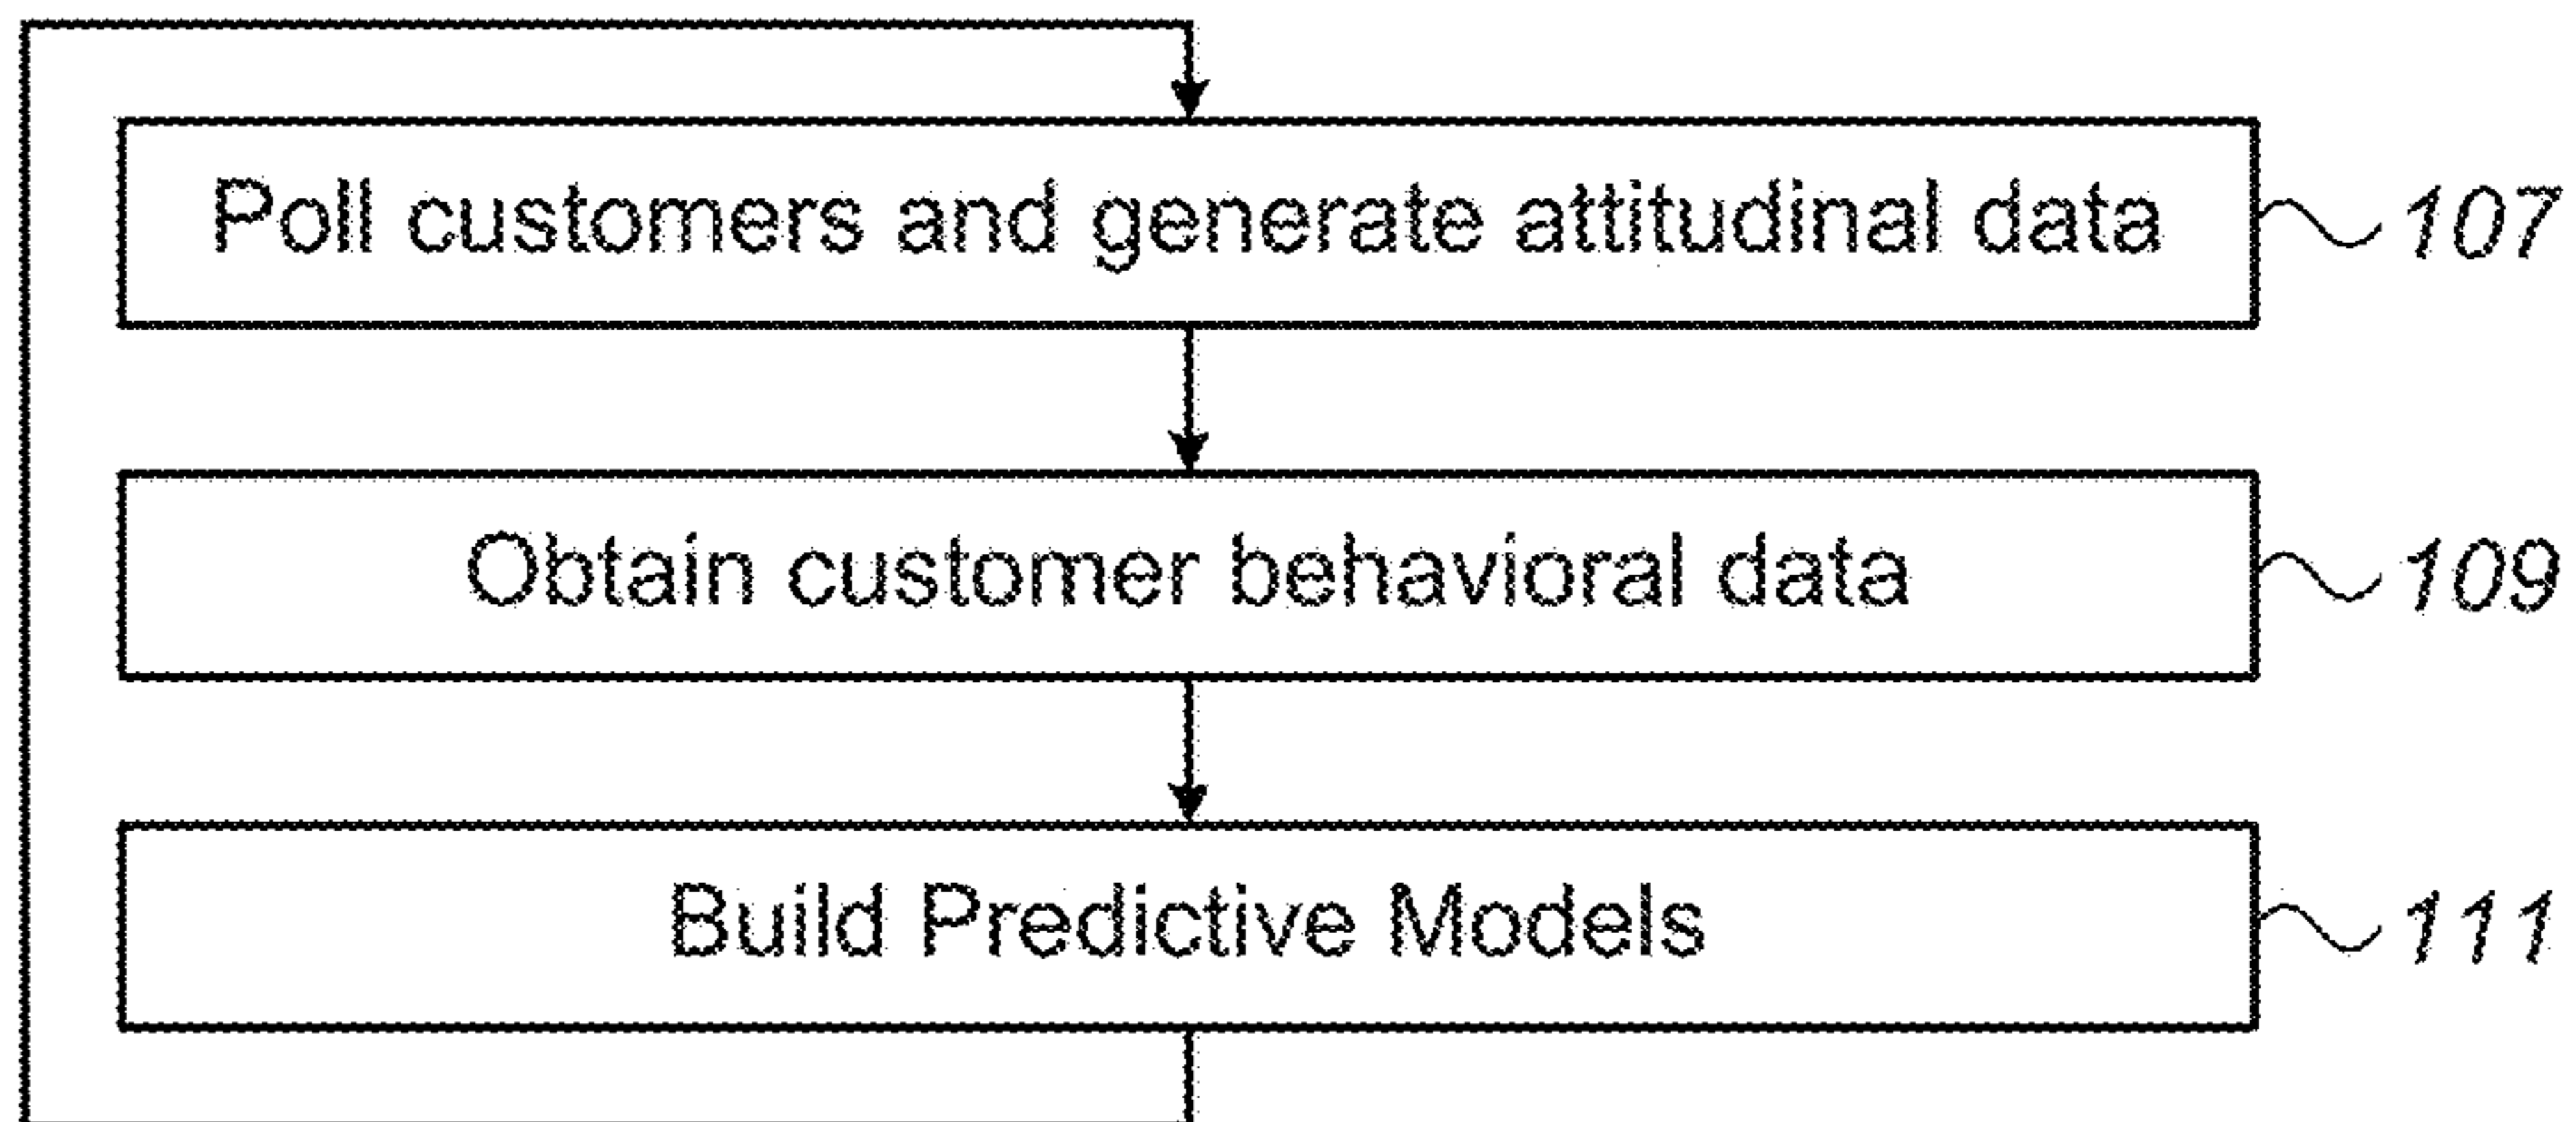 Poll customers and generate attitudinal data 107
Obtain customer behavioral data 109
Build Predictive Models 111